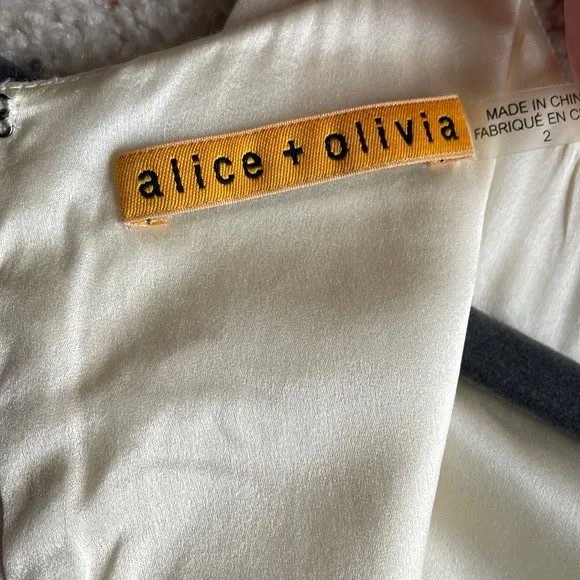 alice + olivia
MADE IN CHIN
FABRIQUÉ EN C
2